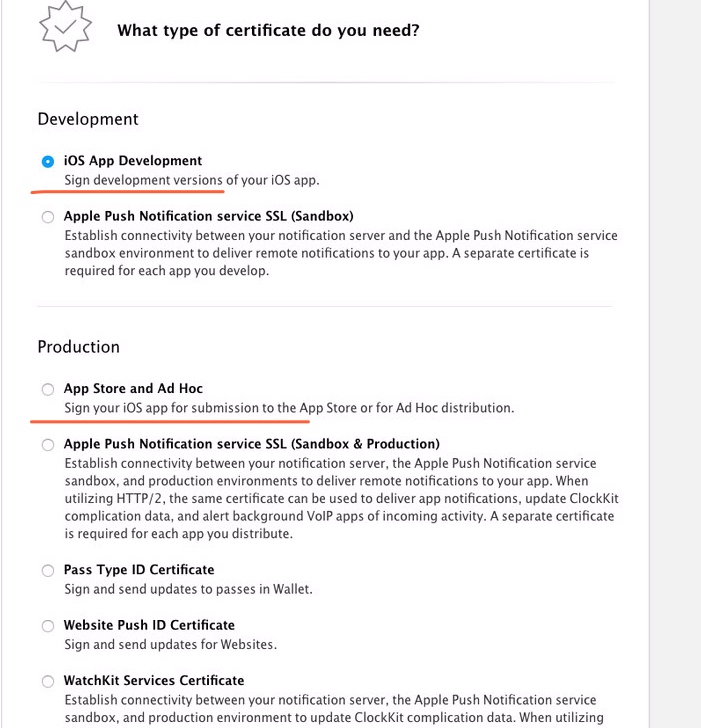 What type of certificate do you need?
Development
iOS App Development
Sign development versions of your iOS app.
Apple Push Notification service SSL (Sandbox)
Establish connectivity between your notification server and the Apple Push Notification service
sandbox environment to deliver remote notifications to your app. A separate certificate is
required for each app you develop.
Production
App Store and Ad Hoc
Sign your iOS app for submission to the App Store or for Ad Hoc distribution.
Apple Push Notification service SSL (Sandbox & Production)
Establish connectivity between your notification server, the Apple Push Notification service
sandbox, and production environments to deliver remote notifications to your app. When
utilizing HTTP/2, the same certificate can be used to deliver app notifications, update ClockKit
complication data, and alert background VoIP apps of incoming activity. A separate certificate
is required for each app you distribute.
Pass Type ID Certificate
Sign and send updates to passes in Wallet.
Website Push ID Certificate
Sign and send updates for Websites.
WatchKit Services Certificate
Establish connectivity between your notification server, the Apple Push Notification service
sandbox, and production environment to update ClockKit complication data. When utilizing